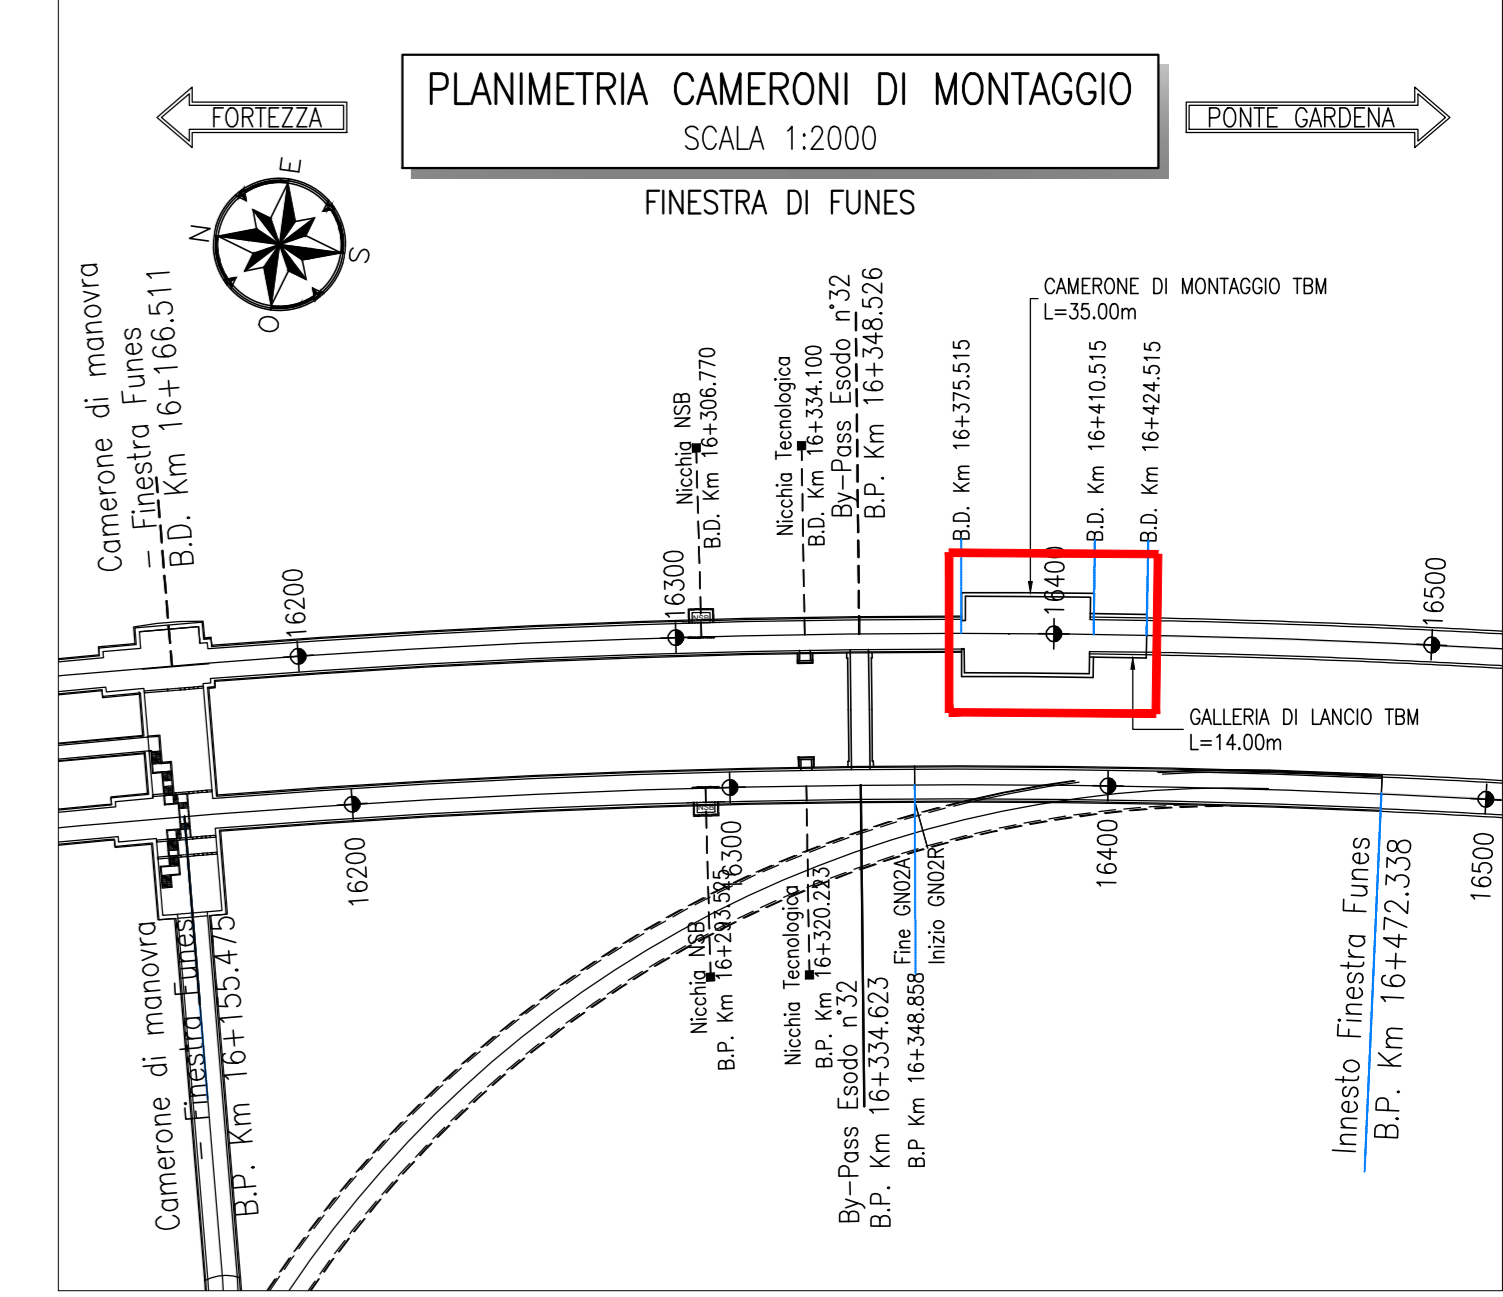 PLANIMETRIA CAMERONI DI MONTAGGIO
SCALA 1:2000
FORTEZZA
PONTE GARDENA
FINESTRA DI FUNES
E
N
S
O
Camerone di manovra
- Finestra Funes
B.D. Km 16+166.511
Nicchia NSB
B.D. Km 16+306.770
Nicchia Tecnologica
B.D. Km 16+334.100
By-Pass Esodo n°32
B.P. Km 16+348.526
B.D. Km 16+375.515
CAMERONE DI MONTAGGIO TBM
L=35.00m
B.D. Km 16+410.515
B.D. Km 16+424.515
16200
16300
16400
16500
NSB
GALLERIA DI LANCIO TBM
L=14.00m
NSB
16200
16300
16400
16500
Camerone di manovra
- Finestra Funes
B.P. Km 16+155.475
Nicchia NSB
B.P. Km 16+293.525
Nicchia Tecnologica
B.P. Km 16+320.223
By-Pass Esodo n°32
B.P. Km 16+334.623
Fine GN02A
Inizio GN02R
B.P Km 16+348.858
Innesto Finestra Funes
B.P. Km 16+472.338